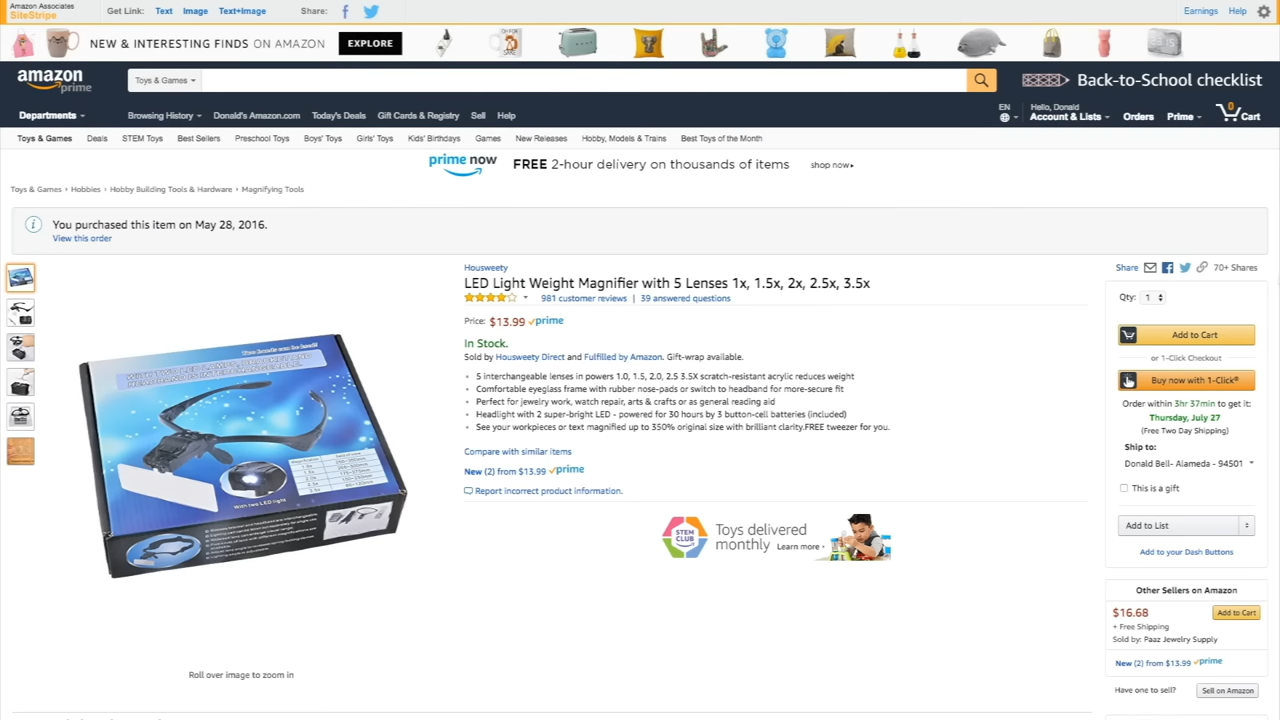 Amazon Associates
SiteStripe
Get Link: Text Image Text+Image Share:
Earnings Help
NEW & INTERESTING FINDS ON AMAZON EXPLORE
amazon
prime
Toys & Games
Back-to-School checklist
Departments
Browsing History Donald's Amazon.com Today's Deals Gift Cards & Registry Sell Help
EN
Hello, Donald
Account & Lists Orders Prime 0 Cart
Toys & Games Deals STEM Toys Best Sellers Preschool Toys Boys' Toys Girls' Toys Kids' Birthdays Games New Releases Hobby, Models & Trains Best Toys of the Month
prime now FREE 2-hour delivery on thousands of items shop now▸
Toys & Games › Hobbies › Hobby Building Tools & Hardware › Magnifying Tools
You purchased this item on May 28, 2016.
View this order
Housweety
LED Light Weight Magnifier with 5 Lenses 1x, 1.5x, 2x, 2.5x, 3.5x
981 customer reviews | 39 answered questions
Price: $13.99 prime
In Stock.
Sold by Housweety Direct and Fulfilled by Amazon. Gift-wrap available.
• 5 interchangeable lenses in powers 1.0, 1.5, 2.0, 2.5 3.5X scratch-resistant acrylic reduces weight
• Comfortable eyeglass frame with rubber nose-pads or switch to headband for more-secure fit
• Perfect for jewelry work, watch repair, arts & crafts or as general reading aid
• Headlight with 2 super-bright LED - powered for 30 hours by 3 button-cell batteries (included)
• See your workpieces or text magnified up to 350% original size with brilliant clarity.FREE tweezer for you.
Compare with similar items
New (2) from $13.99 prime
Report incorrect product information.
STEM
CLUB
Toys delivered
monthly Learn more ›
With two LED light
Roll over image to zoom in
Share 70+ Shares
Qty: 1
Add to Cart
or 1-Click Checkout
Buy now with 1-Click®
Order within 3hr 37min to get it:
Thursday, July 27
(Free Two Day Shipping)
Ship to:
Donald Bell- Alameda - 94501
This is a gift
Add to List
Add to your Dash Buttons
Other Sellers on Amazon
$16.68 Add to Cart
+ Free Shipping
Sold by: Paaz Jewelry Supply
New (2) from $13.99 prime
Have one to sell? Sell on Amazon